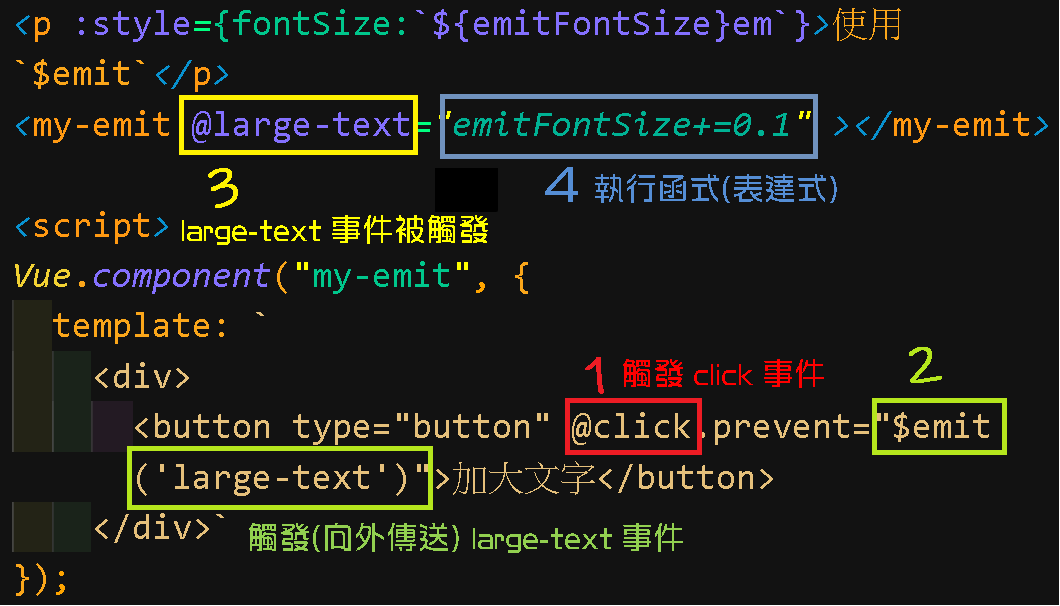 <p :style={fontSize:`${emitFontSize}em`}>使用
`$emit`</p>
<my-emit @large-text="emitFontSize+=0.1" ></my-emit>
3
4 執行函式(表達式)
<script> large-text 事件被觸發
Vue.component("my-emit", {
template: `
<div>
1 觸發 click 事件
2
<button type="button" @click.prevent="$emit
('large-text')">加大文字</button>
</div>` 觸發(向外傳送) large-text 事件
});